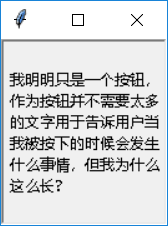 我明明只是一个按钮，
作为按钮并不需要太多
的文字用于告诉用户当
我被按下的时候会发生
什么事情，但我为什么
这么长？